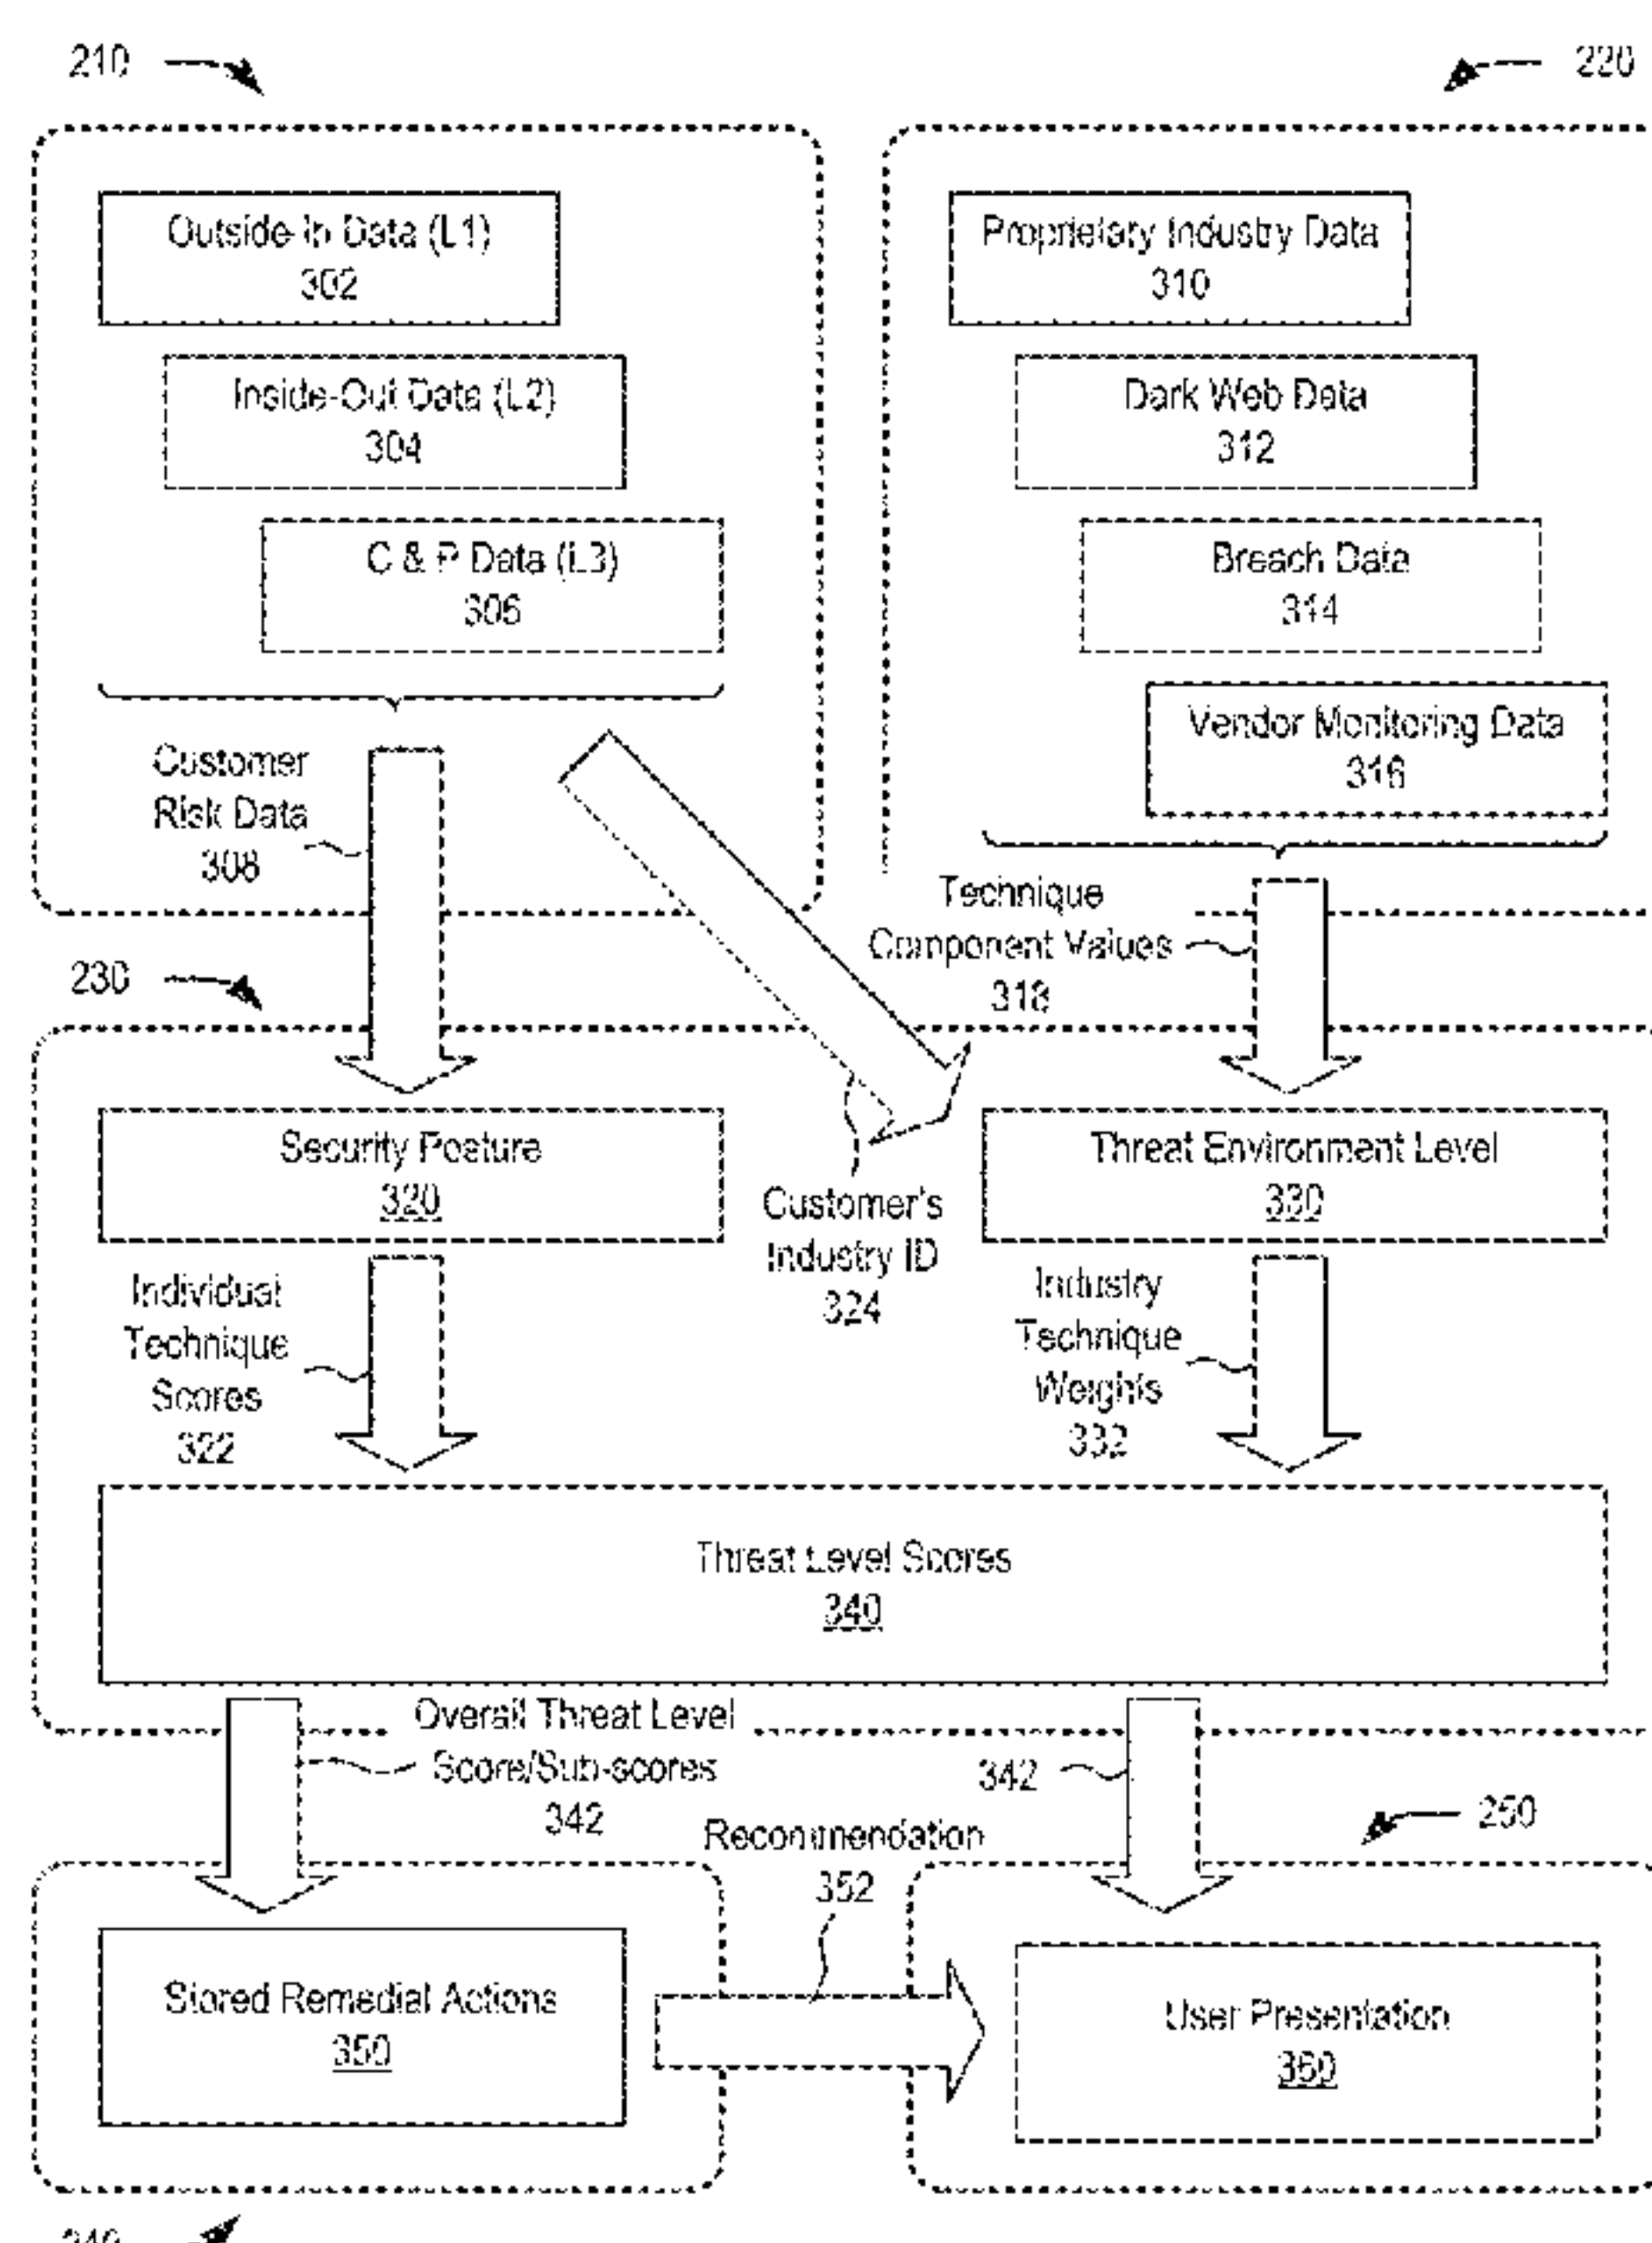 210
220
Outside-In Data (L1)
302
Proprietary Industry Data
310
Inside-Out Data (L2)
304
Dark Web Data
312
C & P Data (L3)
306
Breach Data
314
Vendor Monitoring Data
316
Customer
Risk Data
308
Technique
Component Values
318
230
Security Posture
320
Threat Environment Level
330
Customer's
Industry ID
324
Individual
Technique
Scores
322
Industry
Technique
Weights
332
Threat Level Scores
340
Overall Threat Level
Score/Sub-scores
342
342
250
Recommendation
352
Stored Remedial Actions
350
User Presentation
360
240